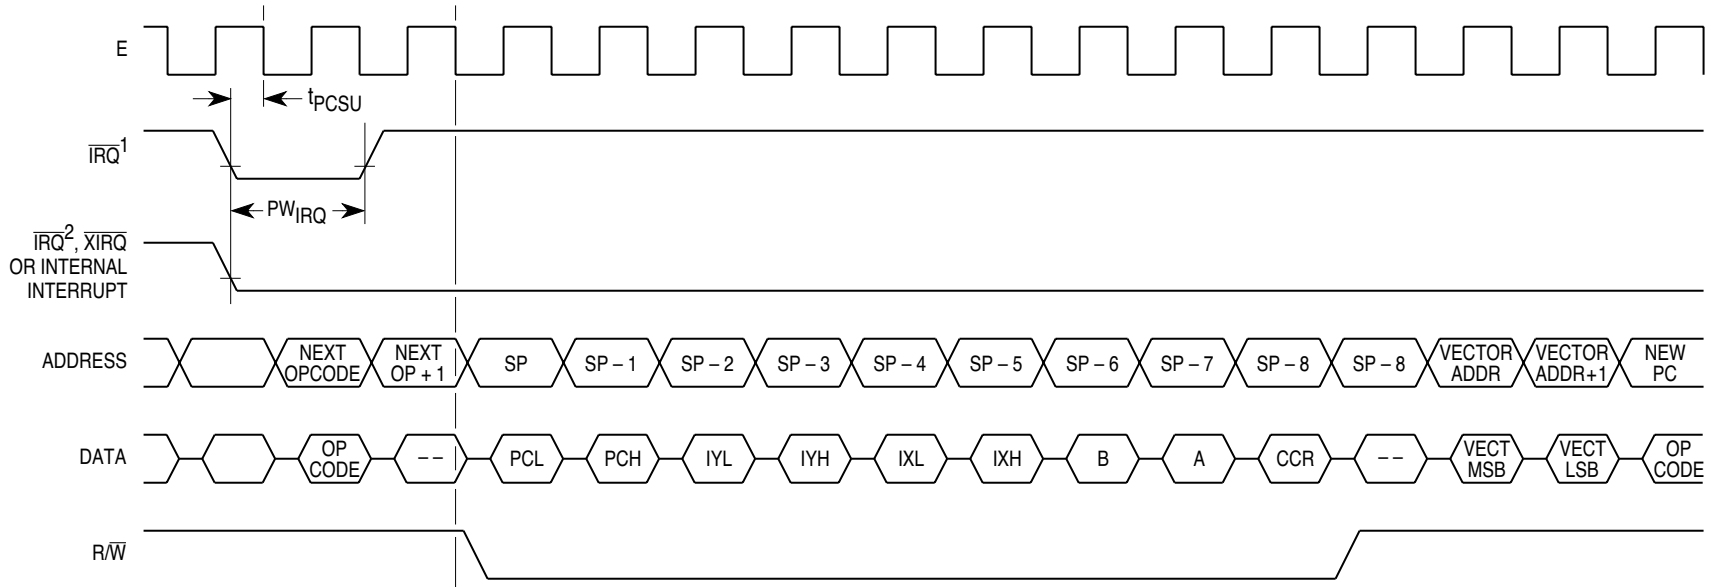 E
tPCSU
IRQ1
PWIRQ
IRQ2, XIRQ
OR INTERNAL
INTERRUPT
ADDRESS
NEXT
OPCODE
NEXT
OP + 1
SP
SP – 1
SP – 2
SP – 3
SP – 4
SP – 5
SP – 6
SP – 7
SP – 8
SP – 8
VECTOR
ADDR
VECTOR
ADDR+1
NEW
PC
DATA
OP
CODE
– –
PCL
PCH
IYL
IYH
IXL
IXH
B
A
CCR
– –
VECT
MSB
VECT
LSB
OP
CODE
R/W